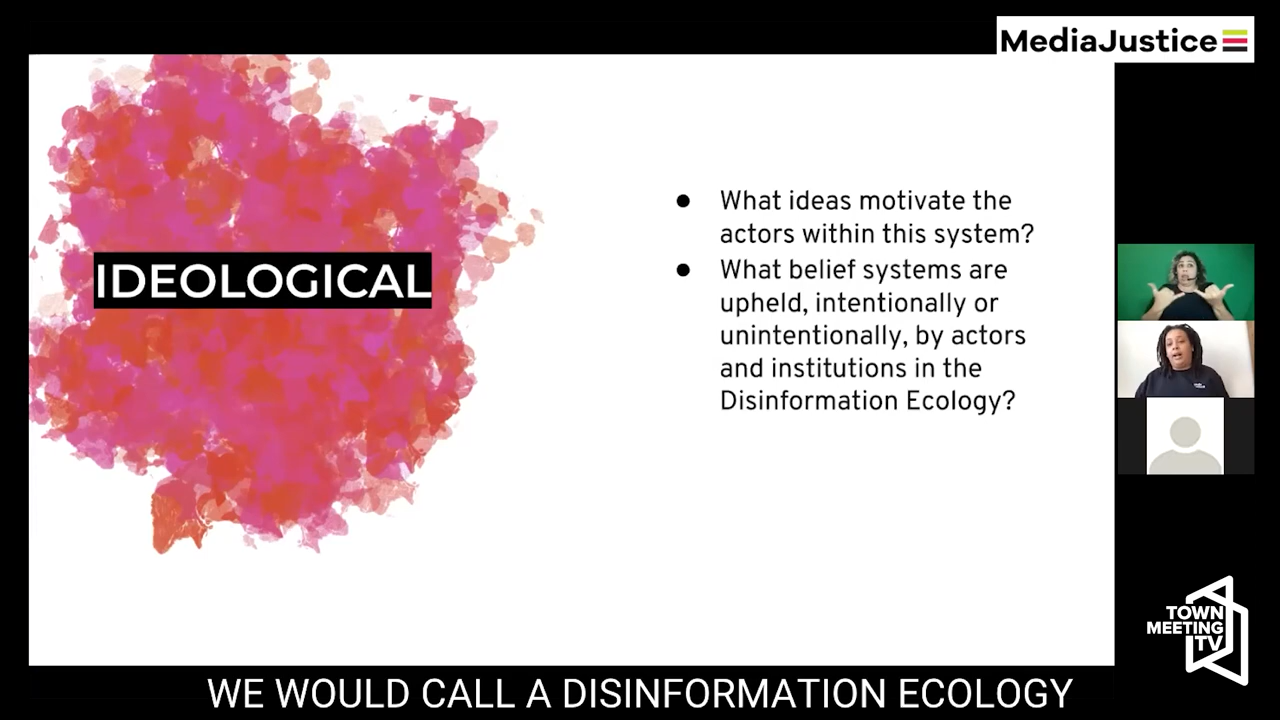 MediaJustice
IDEOLOGICAL
● What ideas motivate the
actors within this system?
● What belief systems are
upheld, intentionally or
unintentionally, by actors
and institutions in the
Disinformation Ecology?
TOWN
MEETING
TV
WE WOULD CALL A DISINFORMATION ECOLOGY